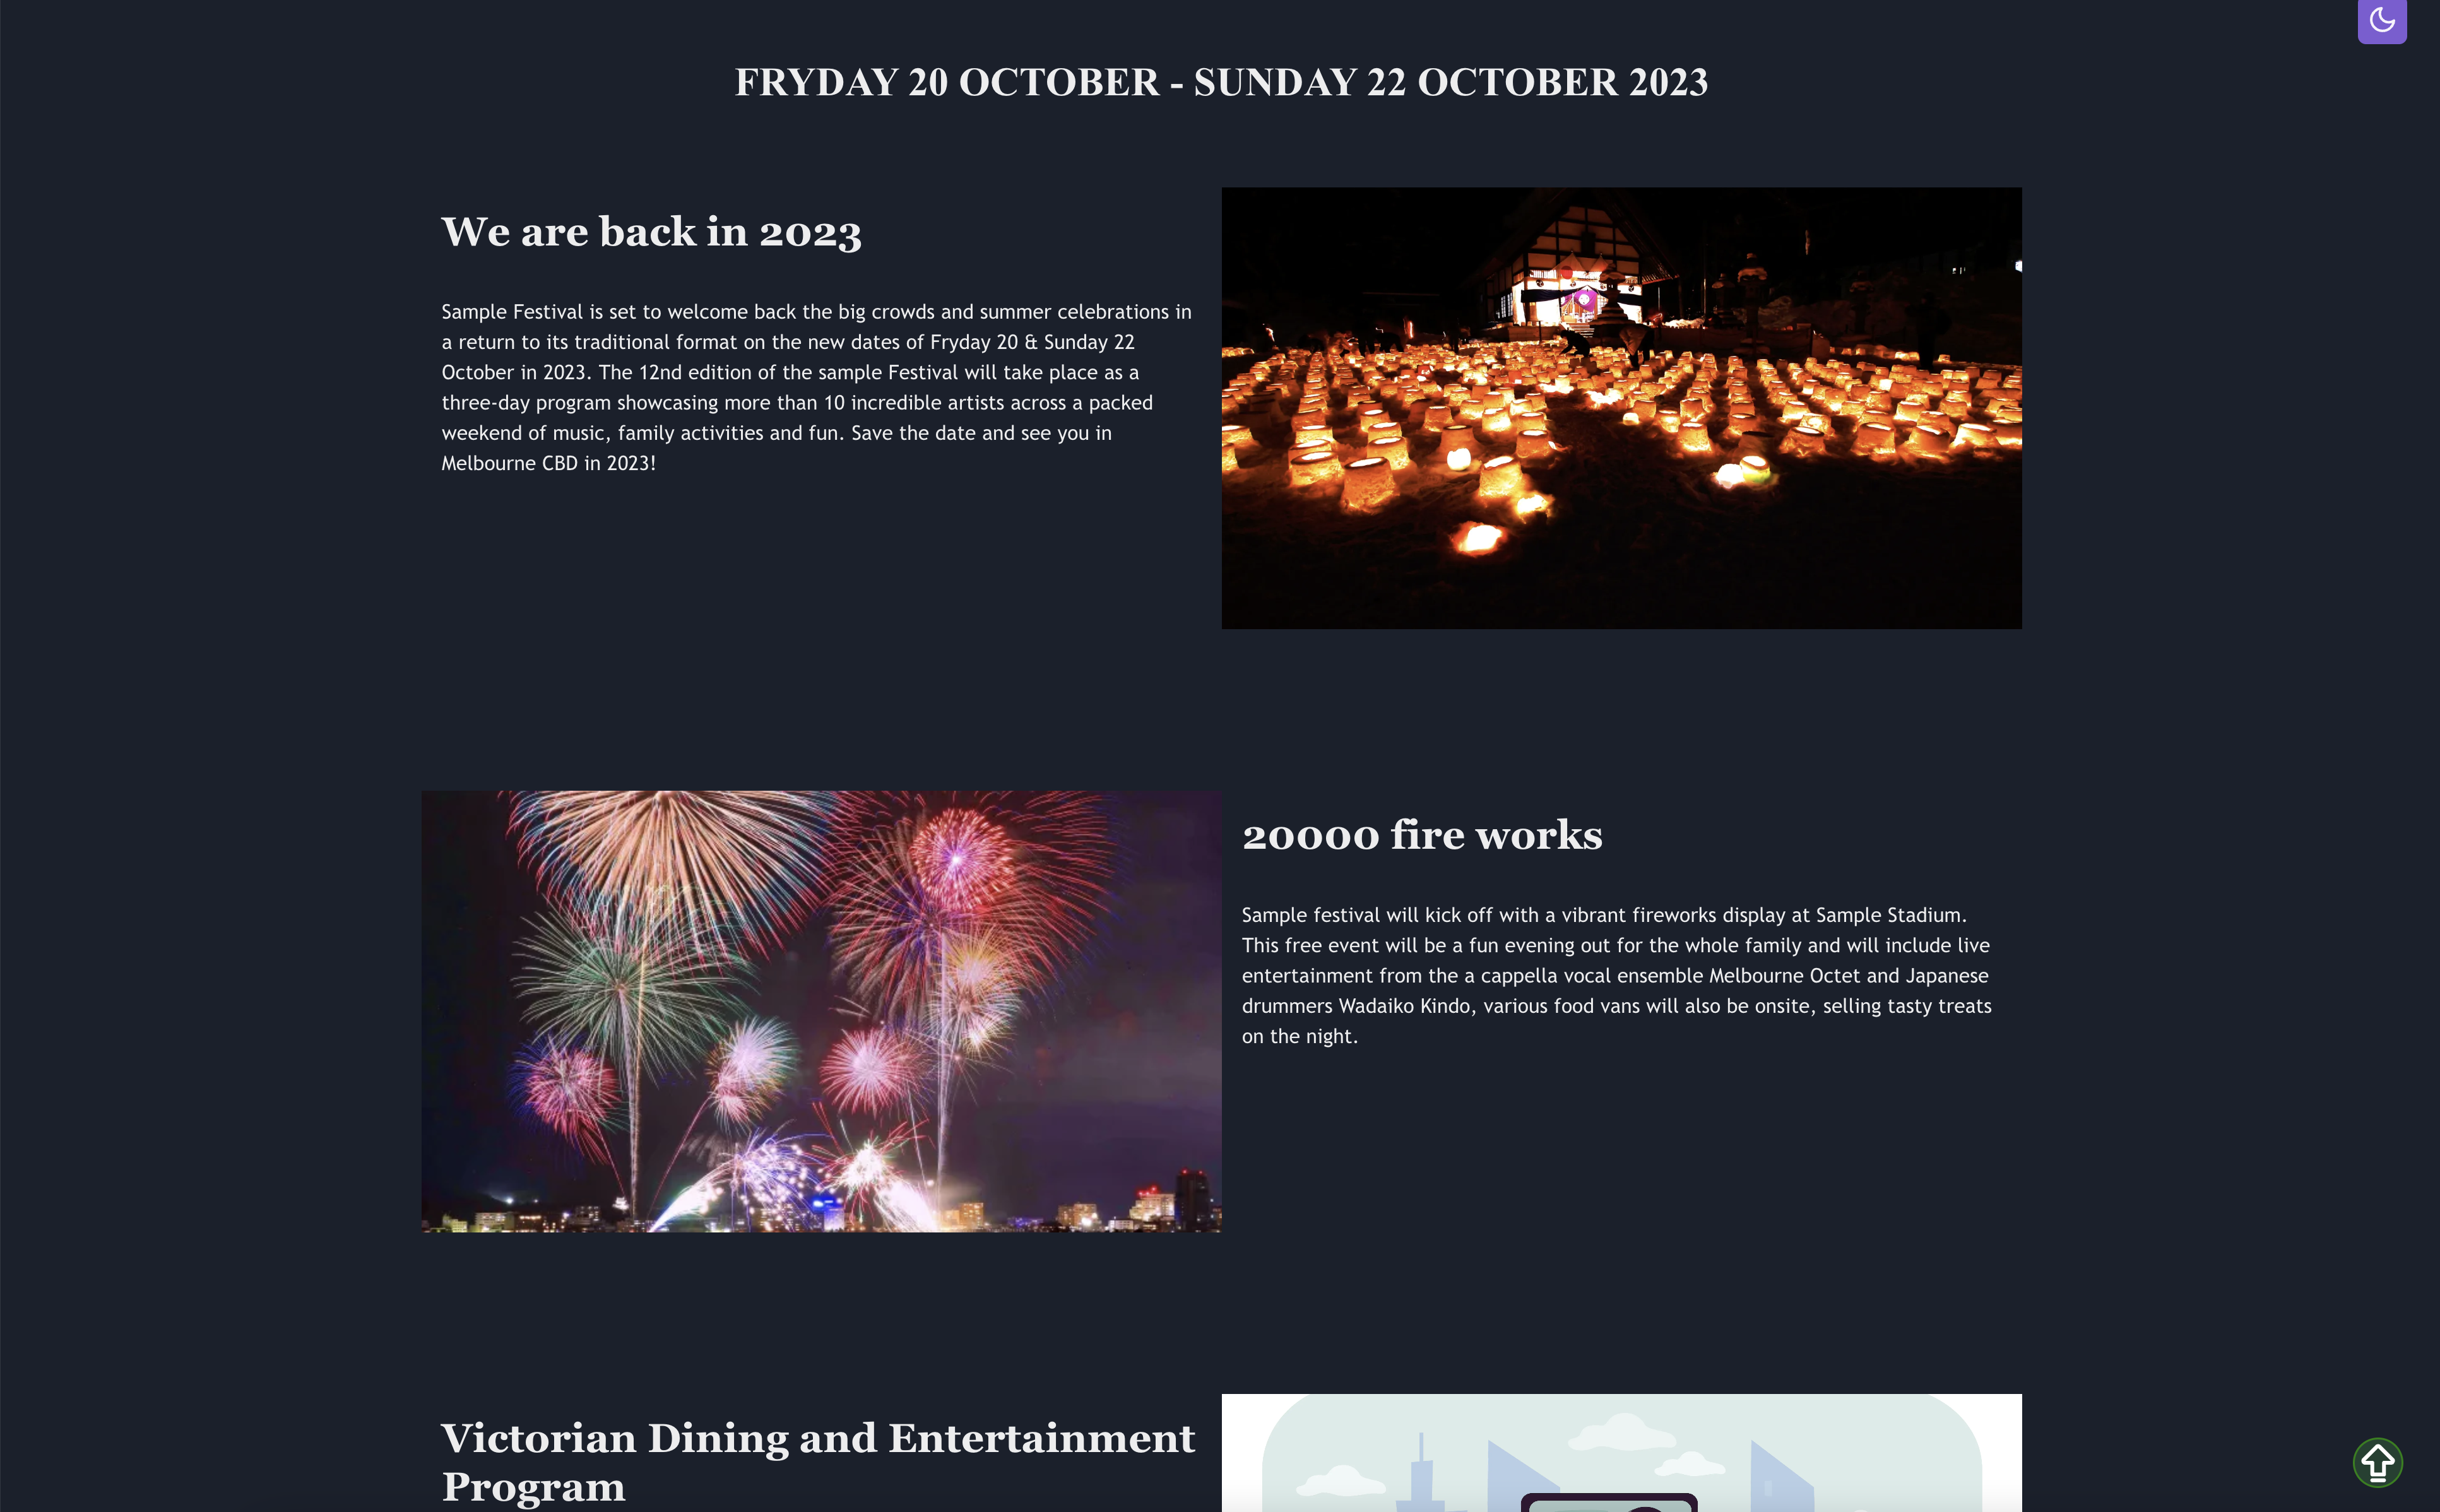 FRYDAY 20 OCTOBER - SUNDAY 22 OCTOBER 2023
We are back in 2023
Sample Festival is set to welcome back the big crowds and summer celebrations in
a return to its traditional format on the new dates of Fryday 20 & Sunday 22
October in 2023. The 12nd edition of the sample Festival will take place as a
three-day program showcasing more than 10 incredible artists across a packed
weekend of music, family activities and fun. Save the date and see you in
Melbourne CBD in 2023!
20000 fire works
Sample festival will kick off with a vibrant fireworks display at Sample Stadium.
This free event will be a fun evening out for the whole family and will include live
entertainment from the a cappella vocal ensemble Melbourne Octet and Japanese
drummers Wadaiko Kindo, various food vans will also be onsite, selling tasty treats
on the night.
Victorian Dining and Entertainment
Program